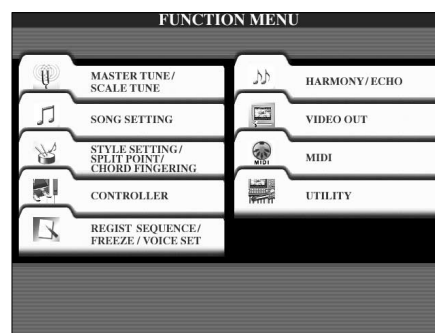 FUNCTION MENU
MASTER TUNE/
SCALE TUNE
SONG SETTING
STYLE SETTING/
SPLIT POINT/
CHORD FINGERING
CONTROLLER
REGIST SEQUENCE/
FREEZE/VOICE SET
HARMONY/ECHO
VIDEO OUT
MIDI
MIDI
UTILITY